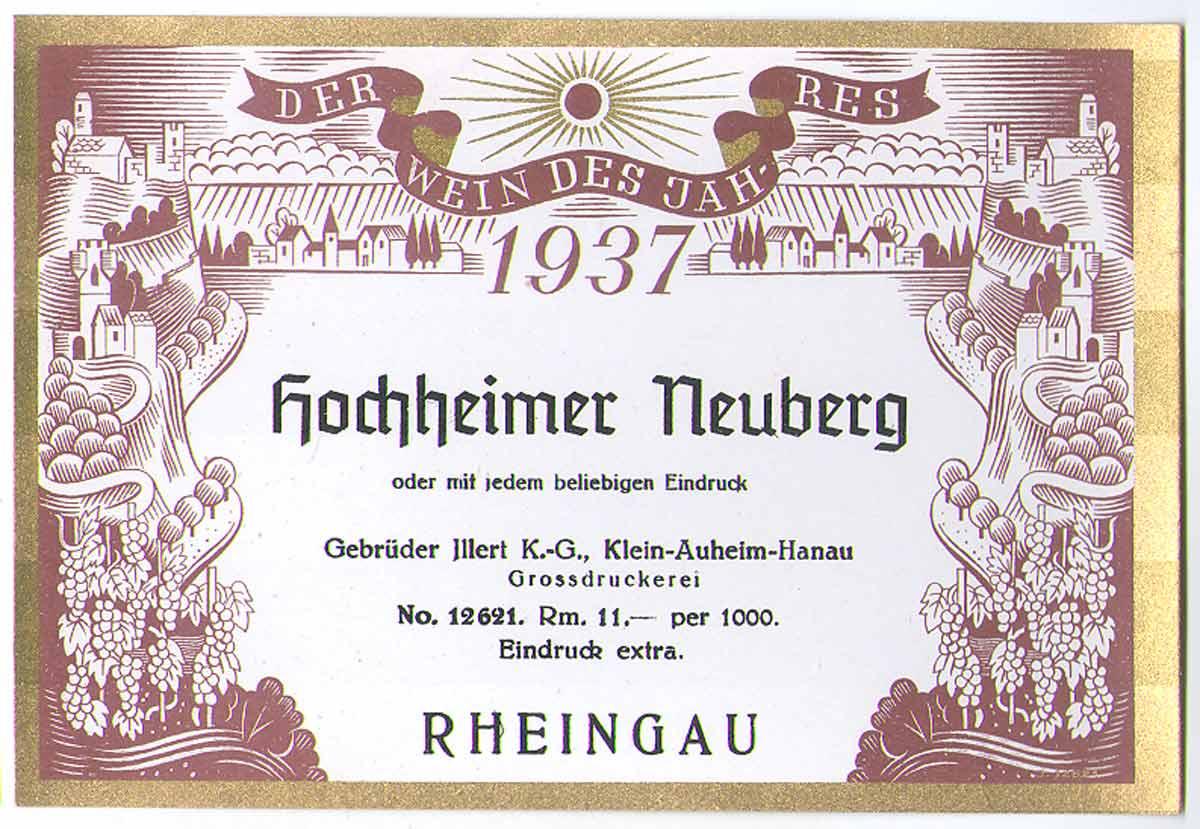 DER WEIN DES JAH- RES
1937
Hochheimer Neuberg
oder mit jedem beliebigen Eindruck
Gebrüder Jllert K.-G., Klein-Auheim-Hanau
Grossdruckerei
No. 12621. Rm. 11.— per 1000.
Eindruck extra.
RHEINGAU